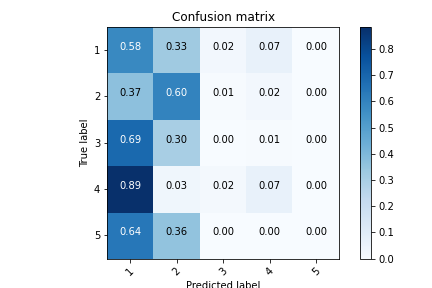 Confusion matrix
1 0.58 0.33 0.02 0.07 0.00
2 0.37 0.60 0.01 0.02 0.00
3 0.69 0.30 0.00 0.01 0.00
4 0.89 0.03 0.02 0.07 0.00
5 0.64 0.36 0.00 0.00 0.00
1 2 3 4 5
True label
Predicted label
0.8
0.7
0.6
0.5
0.4
0.3
0.2
0.1
0.0